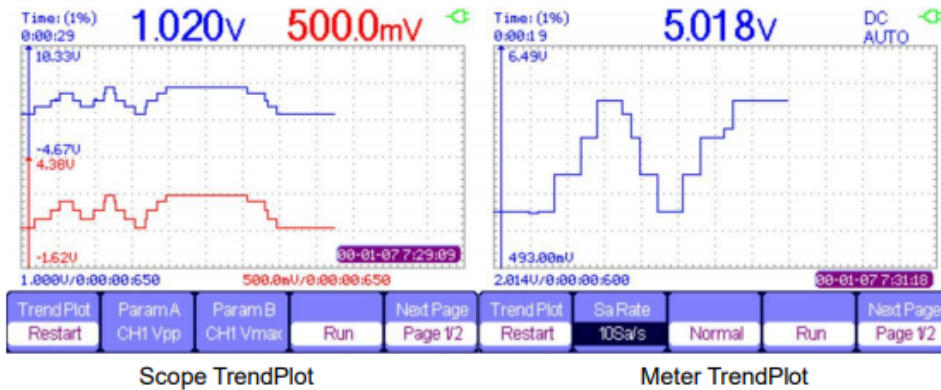 Time: (1%)
0:00:29
1.020V
500.0mV
10.33V
-4.67V
4.38V
-1.62V
00-01-07 7:29:09
1.000V/0:00:00:650
500.0mV/0:00:00:650
Trend Plot
Restart
Param A
CH1 Vpp
Param B
CH1 Vmax
Run
Next Page
Page 1/2
Scope TrendPlot
Time: (1%)
0:00:19
5.018V
DC
AUTO
6.49V
493.00mV
2.014V/0:00:00:600
00-01-07 7:31:18
Trend Plot
Restart
Sa Rate
10Sa/s
Normal
Run
Next Page
Page 1/2
Meter TrendPlot